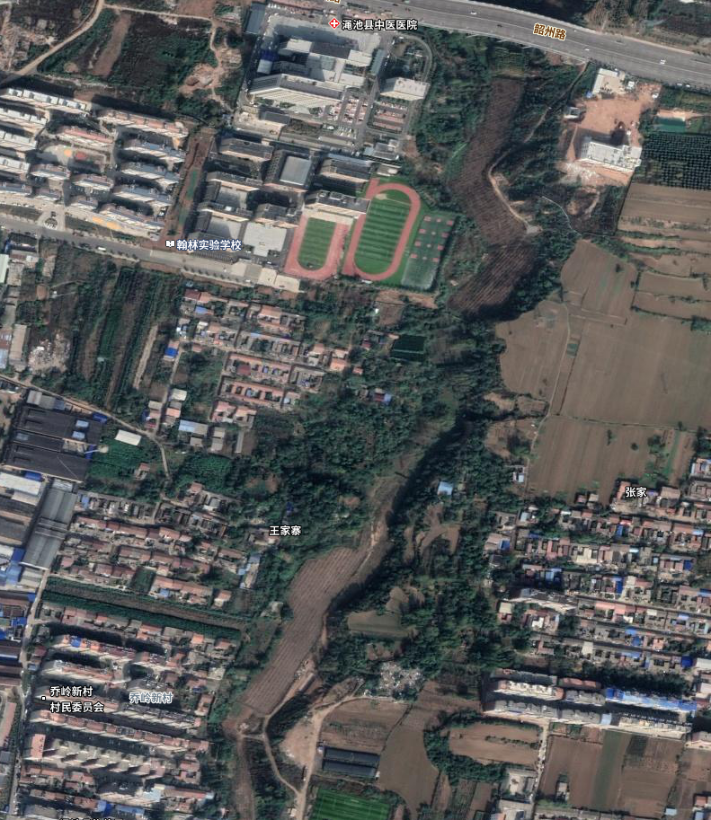 渑池县中医医院
韶州路
翰林实验学校
张家
王家寨
乔岭新村
村民委员会
乔岭新村